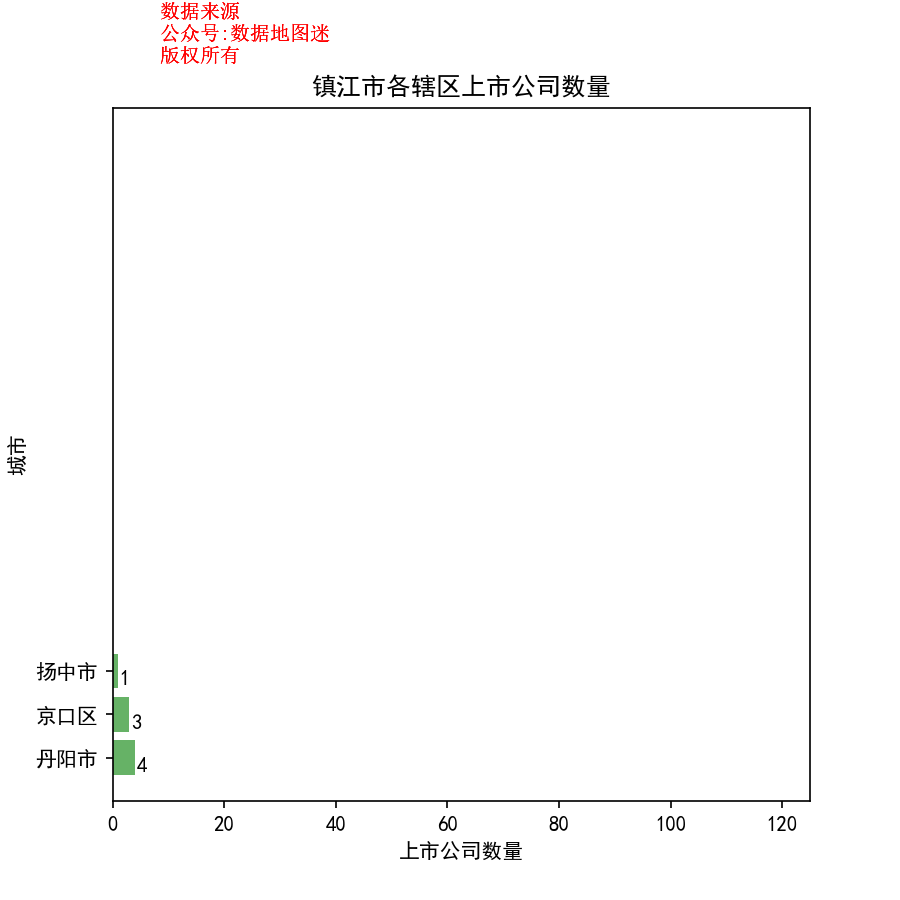 数据来源
公众号:数据地图迷
版权所有
镇江市各辖区上市公司数量
城市
扬中市
1
京口区
3
丹阳市
4
0 20 40 60 80 100 120
上市公司数量